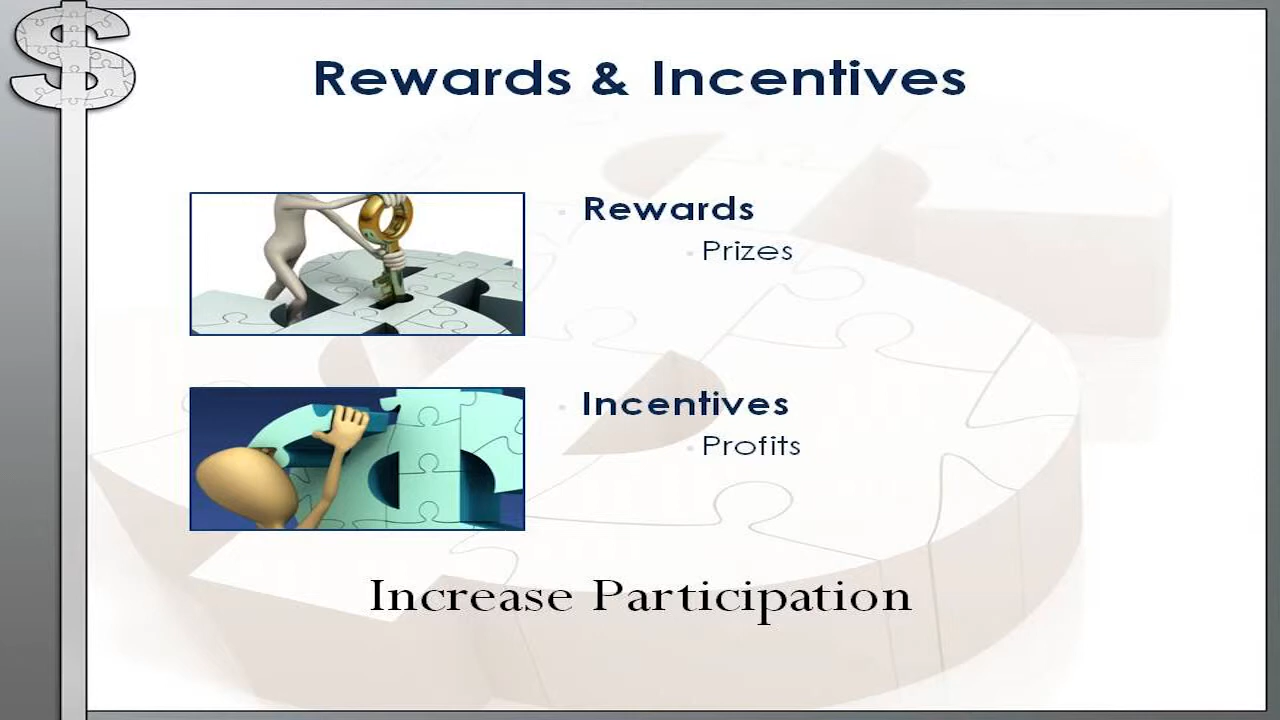 Rewards & Incentives
Rewards
Prizes
Incentives
Profits
Increase Participation